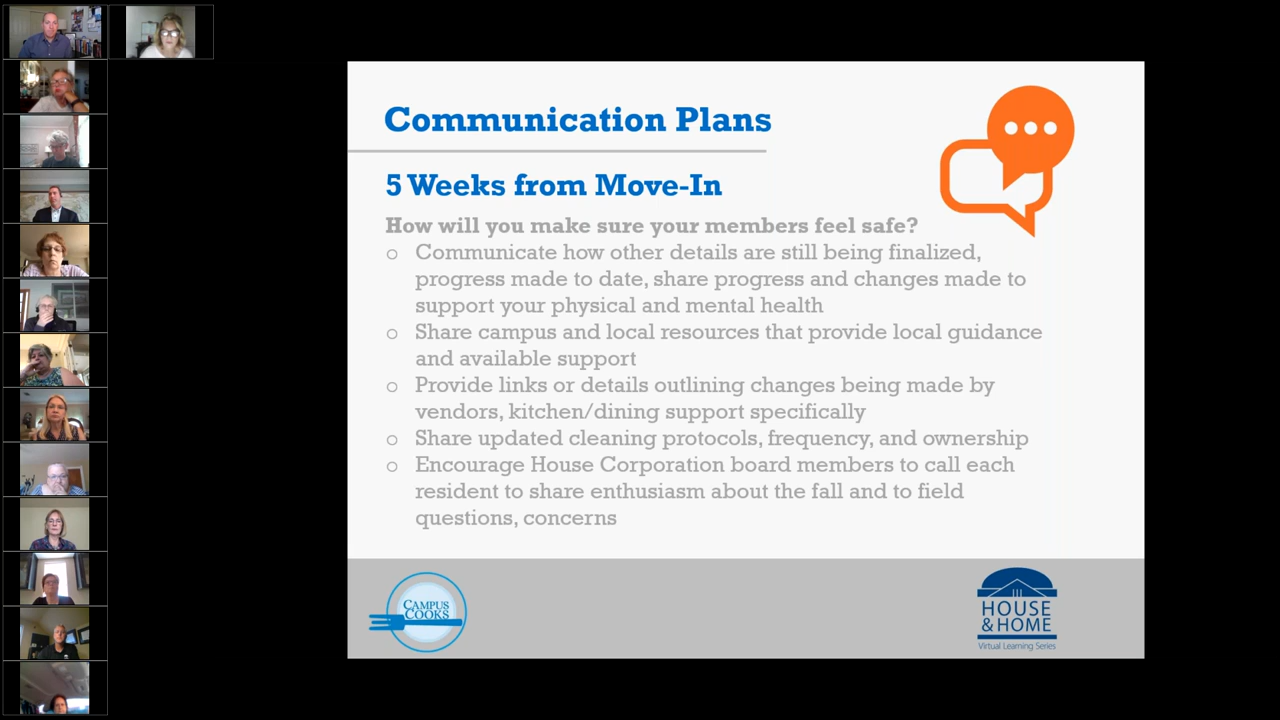 Communication Plans
5 Weeks from Move-In
How will you make sure your members feel safe?
Communicate how other details are still being finalized,
progress made to date, share progress and changes made to
support your physical and mental health
Share campus and local resources that provide local guidance
and available support
Provide links or details outlining changes being made by
vendors, kitchen/dining support specifically
Share updated cleaning protocols, frequency, and ownership
Encourage House Corporation board members to call each
resident to share enthusiasm about the fall and to field
questions, concerns
CAMPUS
COOKS
HOUSE
& HOME
Virtual Learning Series